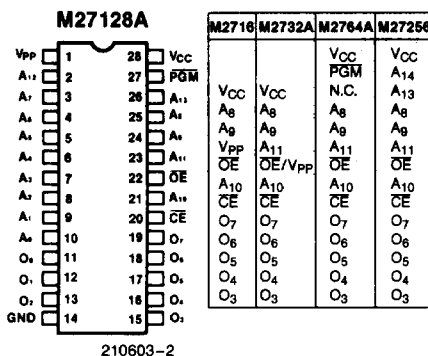 M27128A
VPP 1 28 VCC
A12 2 27 PGM
A7 3 26 A13
A6 4 25 A8
A5 5 24 A9
A4 6 23 A11
A3 7 22 OE
A2 8 21 A10
A1 9 20 CE
A0 10 19 O7
O0 11 18 O6
O1 12 17 O5
O2 13 16 O4
GND 14 15 O3
210603-2
M2716 M2732A M2764A M27256
VCC VCC
PGM A14
VCC VCC N.C. A13
A8 A8 A8 A8
A9 A9 A9 A9
VPP A11 A11 A11
OE OE/VPP OE OE
A10 A10 A10 A10
CE CE CE CE
O7 O7 O7 O7
O6 O6 O6 O6
O5 O5 O5 O5
O4 O4 O4 O4
O3 O3 O3 O3